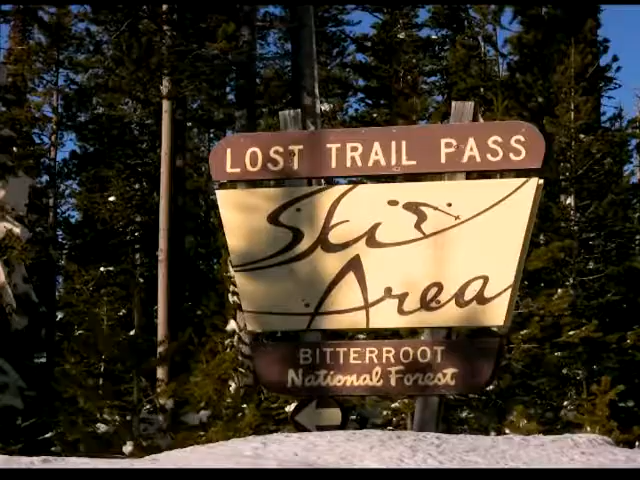 LOST TRAIL PASS
Ski
Area
BITTERROOT
National Forest